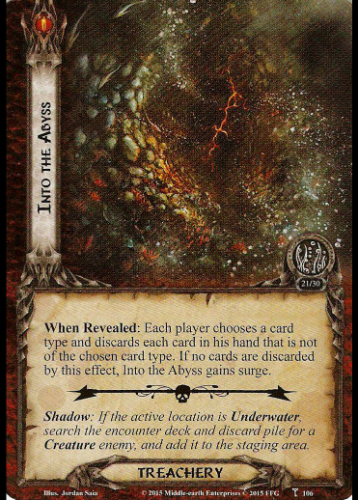 INTO THE ABYSS
21/30
When Revealed: Each player chooses a card
type and discards each card in his hand that is not
of the chosen card type. If no cards are discarded
by this effect, Into the Abyss gains surge.
Shadow: If the active location is Underwater,
search the encounter deck and discard pile for a
Creature enemy, and add it to the staging area.
TREACHERY
Illus. Jordan Saia © 2015 Middle-earth Enterprises © 2015 FFG 106